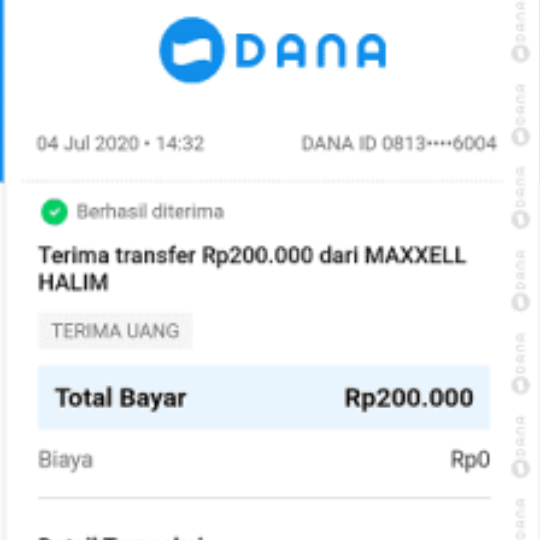 DANA
04 Jul 2020 • 14:32 DANA ID 0813••••6004
Berhasil diterima
Terima transfer Rp200.000 dari MAXXELL
HALIM
TERIMA UANG
Total Bayar Rp200.000
Biaya Rp0
DANA
DANA
DANA
DANA
DANA
DANA
DANA